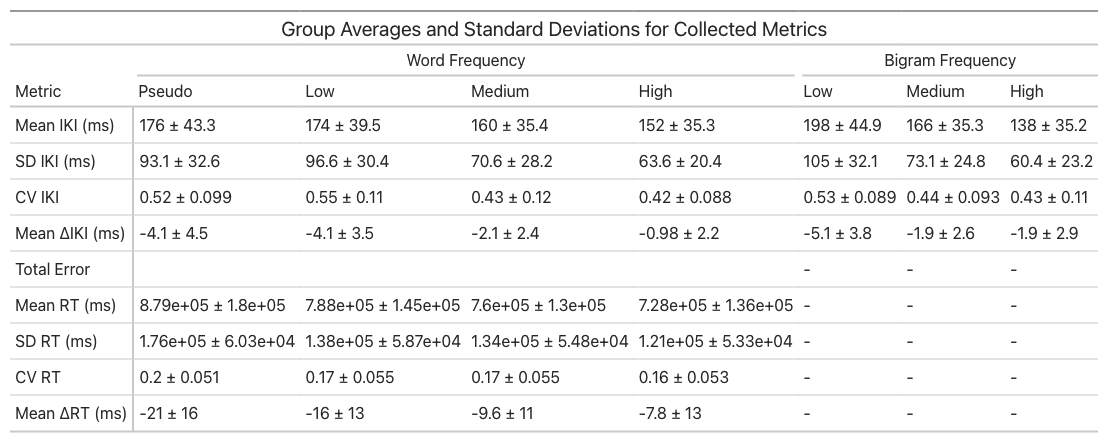 Group Averages and Standard Deviations for Collected Metrics
Word Frequency Bigram Frequency
Metric Pseudo Low Medium High Low Medium High
Mean IKI (ms) 176 ± 43.3 174 ± 39.5 160 ± 35.4 152 ± 35.3 198 ± 44.9 166 ± 35.3 138 ± 35.2
SD IKI (ms) 93.1 ± 32.6 96.6 ± 30.4 70.6 ± 28.2 63.6 ± 20.4 105 ± 32.1 73.1 ± 24.8 60.4 ± 23.2
CV IKI 0.52 ± 0.099 0.55 ± 0.11 0.43 ± 0.12 0.42 ± 0.088 0.53 ± 0.089 0.44 ± 0.093 0.43 ± 0.11
Mean ΔIKI (ms) -4.1 ± 4.5 -4.1 ± 3.5 -2.1 ± 2.4 -0.98 ± 2.2 -5.1 ± 3.8 -1.9 ± 2.6 -1.9 ± 2.9
Total Error - - -
Mean RT (ms) 8.79e+05 ± 1.8e+05 7.88e+05 ± 1.45e+05 7.6e+05 ± 1.3e+05 7.28e+05 ± 1.36e+05 - - -
SD RT (ms) 1.76e+05 ± 6.03e+04 1.38e+05 ± 5.87e+04 1.34e+05 ± 5.48e+04 1.21e+05 ± 5.33e+04 - - -
CV RT 0.2 ± 0.051 0.17 ± 0.055 0.17 ± 0.055 0.16 ± 0.053 - - -
Mean ΔRT (ms) -21 ± 16 -16 ± 13 -9.6 ± 11 -7.8 ± 13 - - -